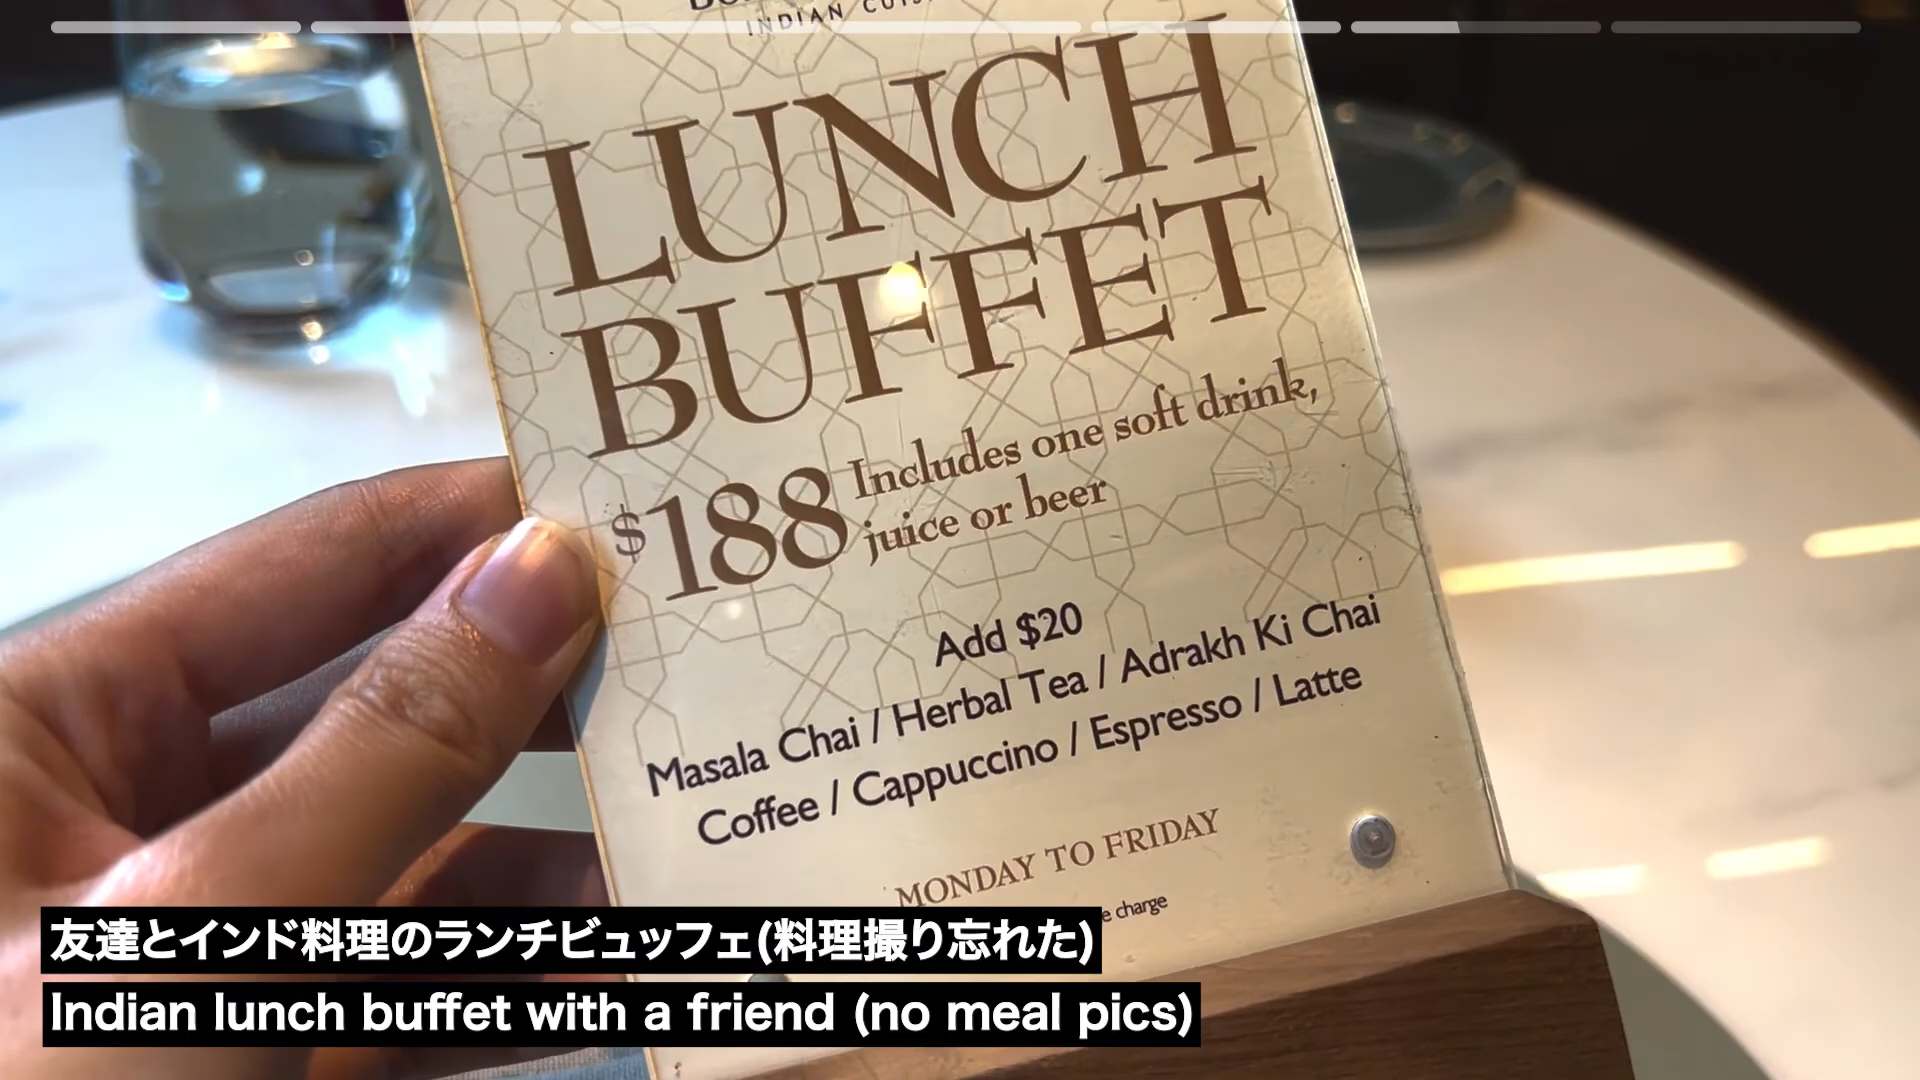 INDIAN
LUNCH
BUFFET
$188 Includes one soft drink,
juice or beer
Add $20
Masala Chai / Herbal Tea / Adrakh Ki Chai
Coffee / Cappuccino / Espresso / Latte
MONDAY TO FRIDAY
charge
友達とインド料理のランチビュッフェ(料理撮り忘れた)
Indian lunch buffet with a friend (no meal pics)